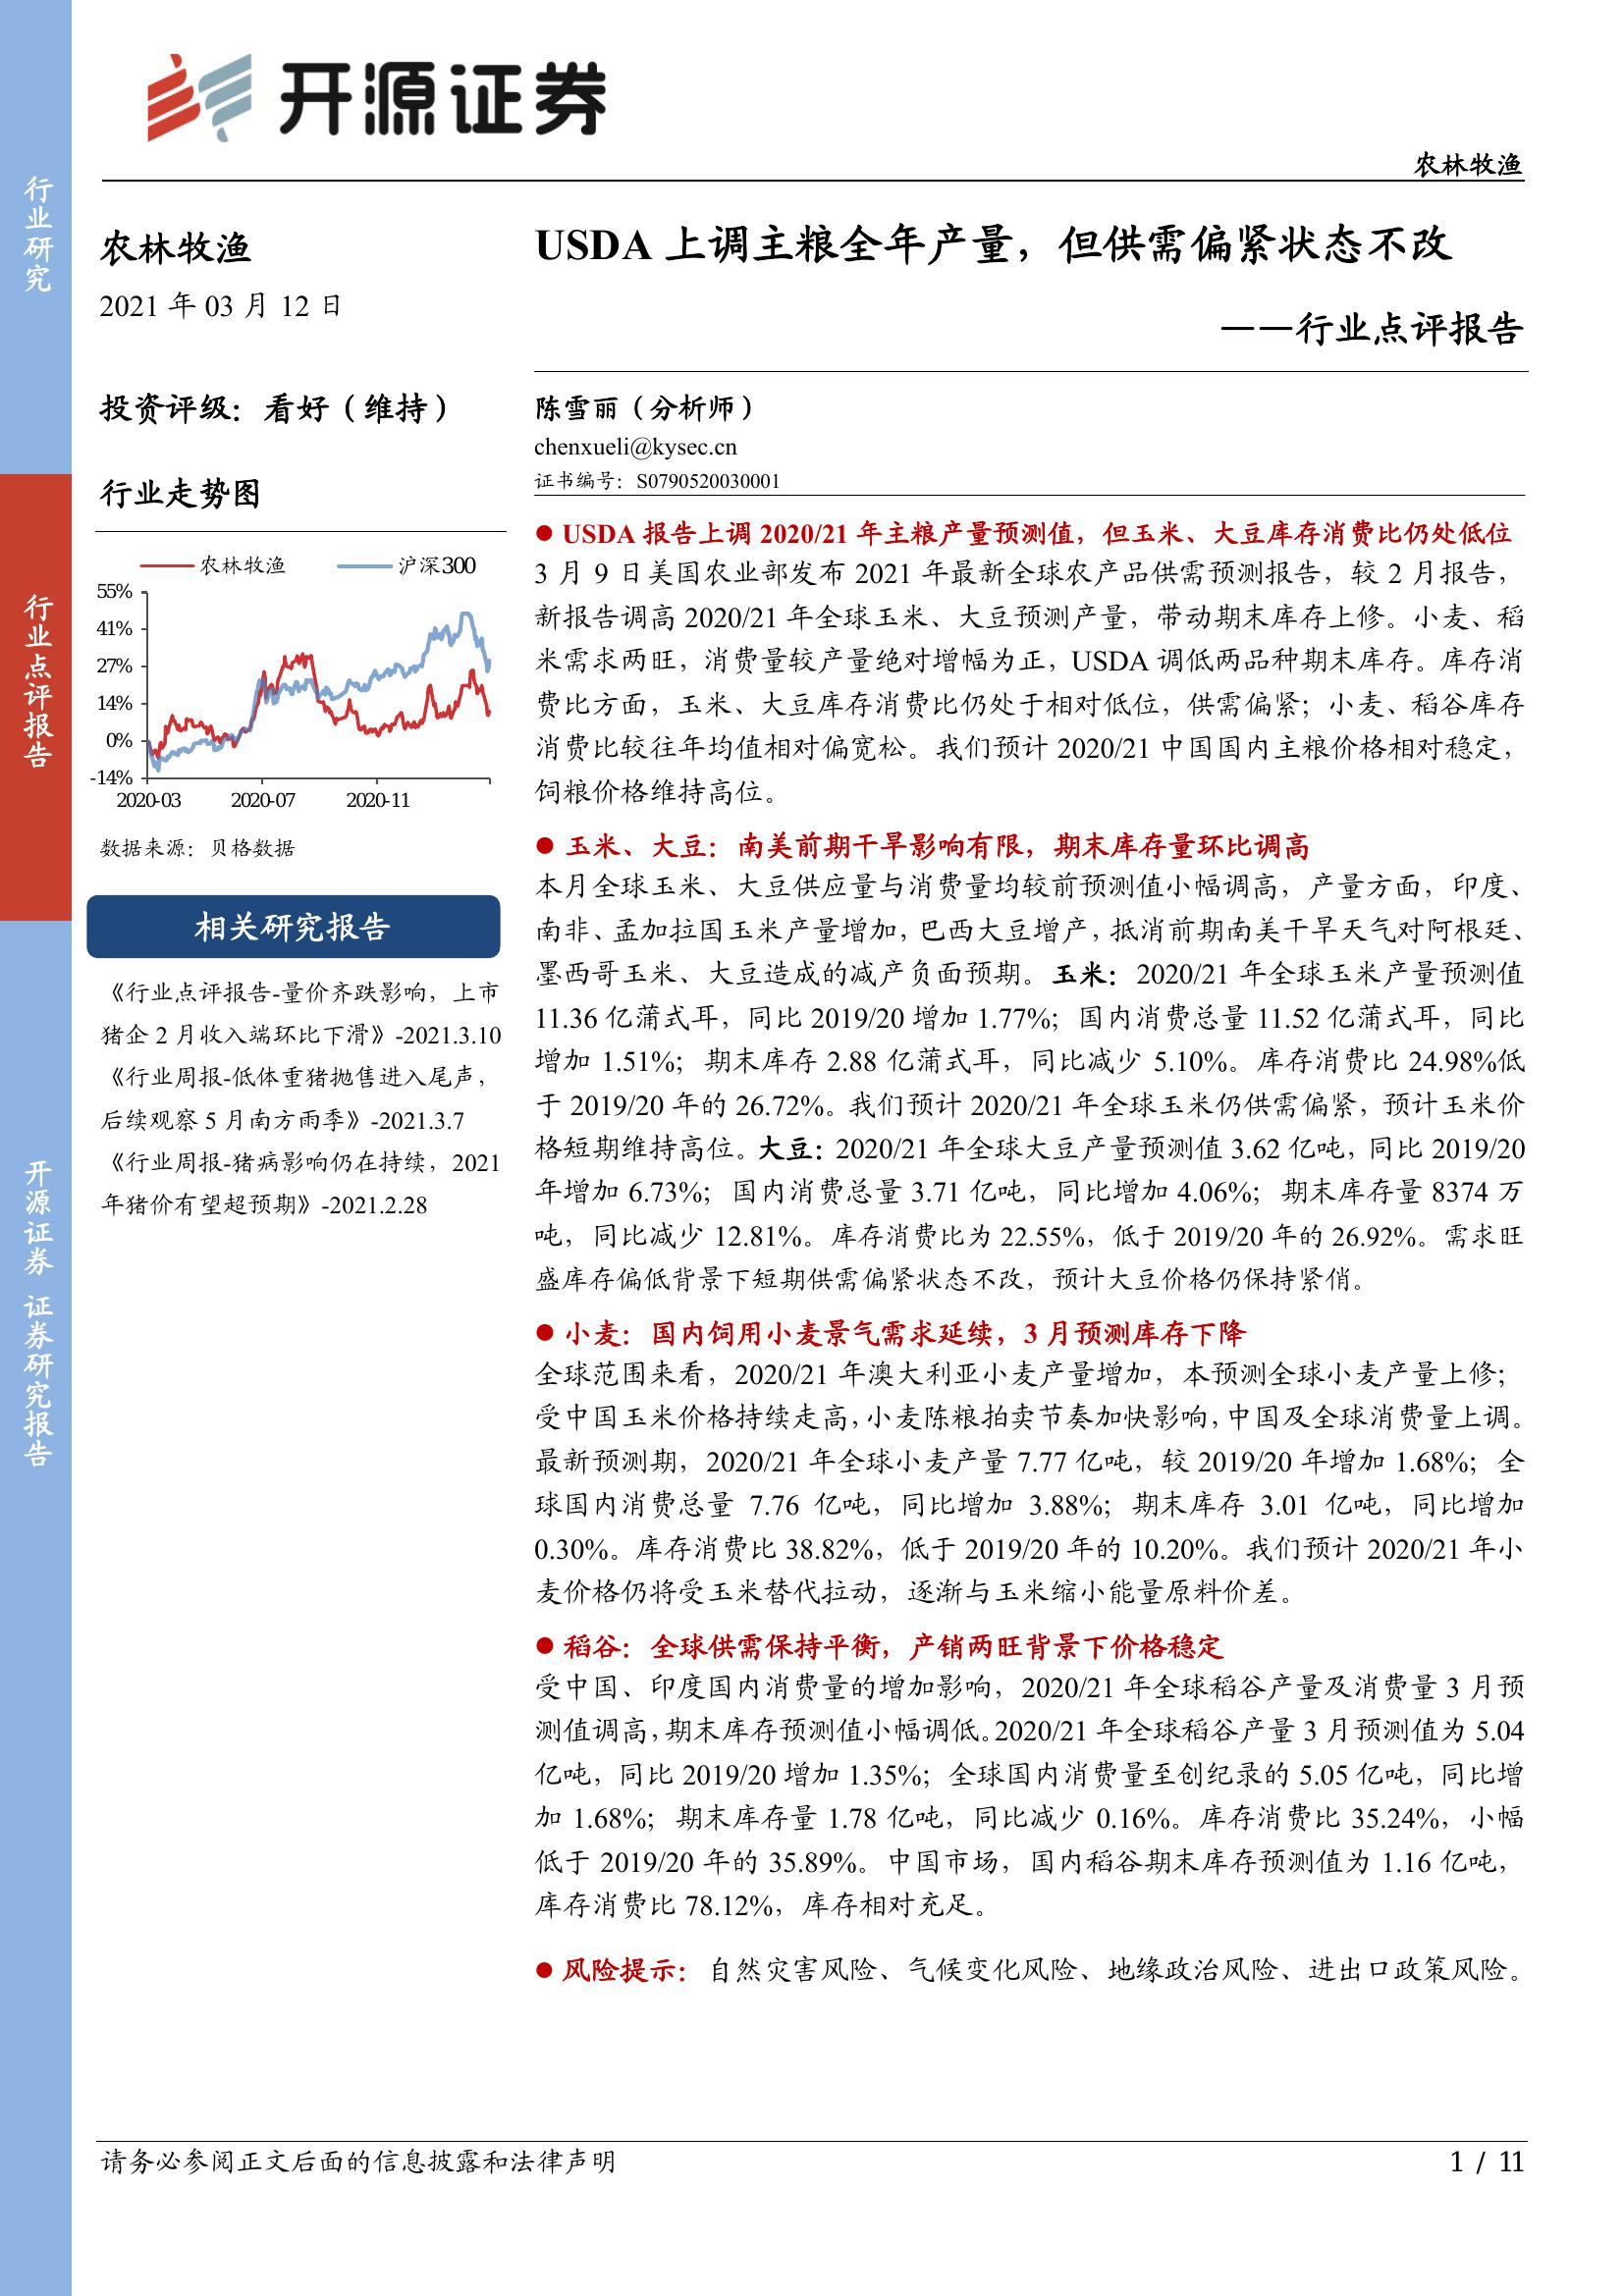 开源证券
农林牧渔
行业研究
行业点评报告
开源证券 证券研究报告
农林牧渔
2021 年 03 月 12 日
投资评级：看好（维持）
行业走势图
农林牧渔 沪深300
55%
41%
27%
14%
0%
-14%
2020-03 2020-07 2020-11
数据来源：贝格数据
相关研究报告
《行业点评报告-量价齐跌影响，上市
猪企 2 月收入端环比下滑》-2021.3.10
《行业周报-低体重猪抛售进入尾声，
后续观察 5 月南方雨季》-2021.3.7
《行业周报-猪病影响仍在持续，2021
年猪价有望超预期》-2021.2.28
USDA 上调主粮全年产量，但供需偏紧状态不改
——行业点评报告
陈雪丽（分析师）
chenxueli@kysec.cn
证书编号：S0790520030001
● USDA 报告上调 2020/21 年主粮产量预测值，但玉米、大豆库存消费比仍处低位
3 月 9 日美国农业部发布 2021 年最新全球农产品供需预测报告，较 2 月报告，
新报告调高 2020/21 年全球玉米、大豆预测产量，带动期末库存上修。小麦、稻
米需求两旺，消费量较产量绝对增幅为正，USDA 调低两品种期末库存。库存消
费比方面，玉米、大豆库存消费比仍处于相对低位，供需偏紧；小麦、稻谷库存
消费比较往年均值相对偏宽松。我们预计 2020/21 中国国内主粮价格相对稳定，
饲粮价格维持高位。
● 玉米、大豆：南美前期干旱影响有限，期末库存量环比调高
本月全球玉米、大豆供应量与消费量均较前预测值小幅调高，产量方面，印度、
南非、孟加拉国玉米产量增加，巴西大豆增产，抵消前期南美干旱天气对阿根廷、
墨西哥玉米、大豆造成的减产负面预期。玉米：2020/21 年全球玉米产量预测值
11.36 亿蒲式耳，同比 2019/20 增加 1.77%；国内消费总量 11.52 亿蒲式耳，同比
增加 1.51%；期末库存 2.88 亿蒲式耳，同比减少 5.10%。库存消费比 24.98%低
于 2019/20 年的 26.72%。我们预计 2020/21 年全球玉米仍供需偏紧，预计玉米价
格短期维持高位。大豆：2020/21 年全球大豆产量预测值 3.62 亿吨，同比 2019/20
年增加 6.73%；国内消费总量 3.71 亿吨，同比增加 4.06%；期末库存量 8374 万
吨，同比减少 12.81%。库存消费比为 22.55%，低于 2019/20 年的 26.92%。需求旺
盛库存偏低背景下短期供需偏紧状态不改，预计大豆价格仍保持紧俏。
● 小麦：国内饲用小麦景气需求延续，3 月预测库存下降
全球范围来看，2020/21 年澳大利亚小麦产量增加，本预测全球小麦产量上修；
受中国玉米价格持续走高，小麦陈粮拍卖节奏加快影响，中国及全球消费量上调。
最新预测期，2020/21 年全球小麦产量 7.77 亿吨，较 2019/20 年增加 1.68%；全
球国内消费总量 7.76 亿吨，同比增加 3.88%；期末库存 3.01 亿吨，同比增加
0.30%。库存消费比 38.82%，低于 2019/20 年的 10.20%。我们预计 2020/21 年小
麦价格仍将受玉米替代拉动，逐渐与玉米缩小能量原料价差。
● 稻谷：全球供需保持平衡，产销两旺背景下价格稳定
受中国、印度国内消费量的增加影响，2020/21 年全球稻谷产量及消费量 3 月预
测值调高，期末库存预测值小幅调低。2020/21 年全球稻谷产量 3 月预测值为 5.04
亿吨，同比 2019/20 增加 1.35%；全球国内消费量至创纪录的 5.05 亿吨，同比增
加 1.68%；期末库存量 1.78 亿吨，同比减少 0.16%。库存消费比 35.24%，小幅
低于 2019/20 年的 35.89%。中国市场，国内稻谷期末库存预测值为 1.16 亿吨，
库存消费比 78.12%，库存相对充足。
● 风险提示：自然灾害风险、气候变化风险、地缘政治风险、进出口政策风险。
请务必参阅正文后面的信息披露和法律声明
1 / 11